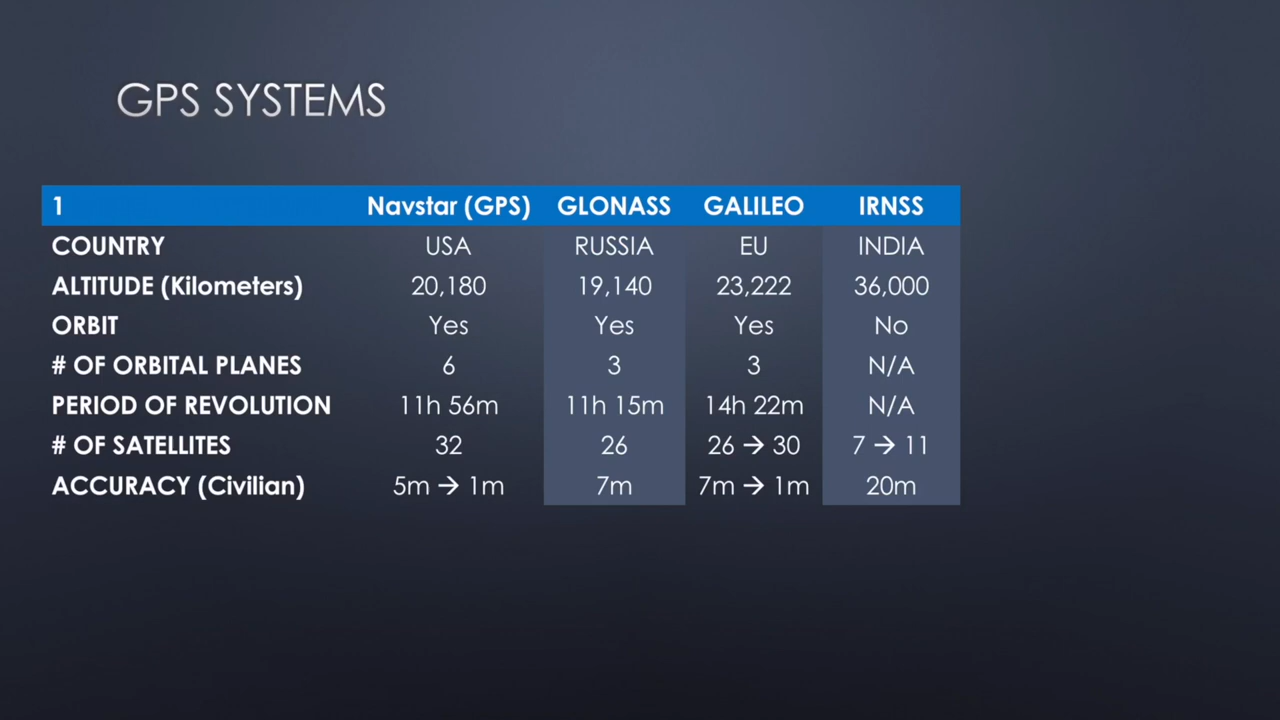 GPS SYSTEMS
1 Navstar (GPS) GLONASS GALILEO IRNSS
COUNTRY USA RUSSIA EU INDIA
ALTITUDE (Kilometers) 20,180 19,140 23,222 36,000
ORBIT Yes Yes Yes No
# OF ORBITAL PLANES 6 3 3 N/A
PERIOD OF REVOLUTION 11h 56m 11h 15m 14h 22m N/A
# OF SATELLITES 32 26 26 → 30 7 → 11
ACCURACY (Civilian) 5m → 1m 7m 7m → 1m 20m